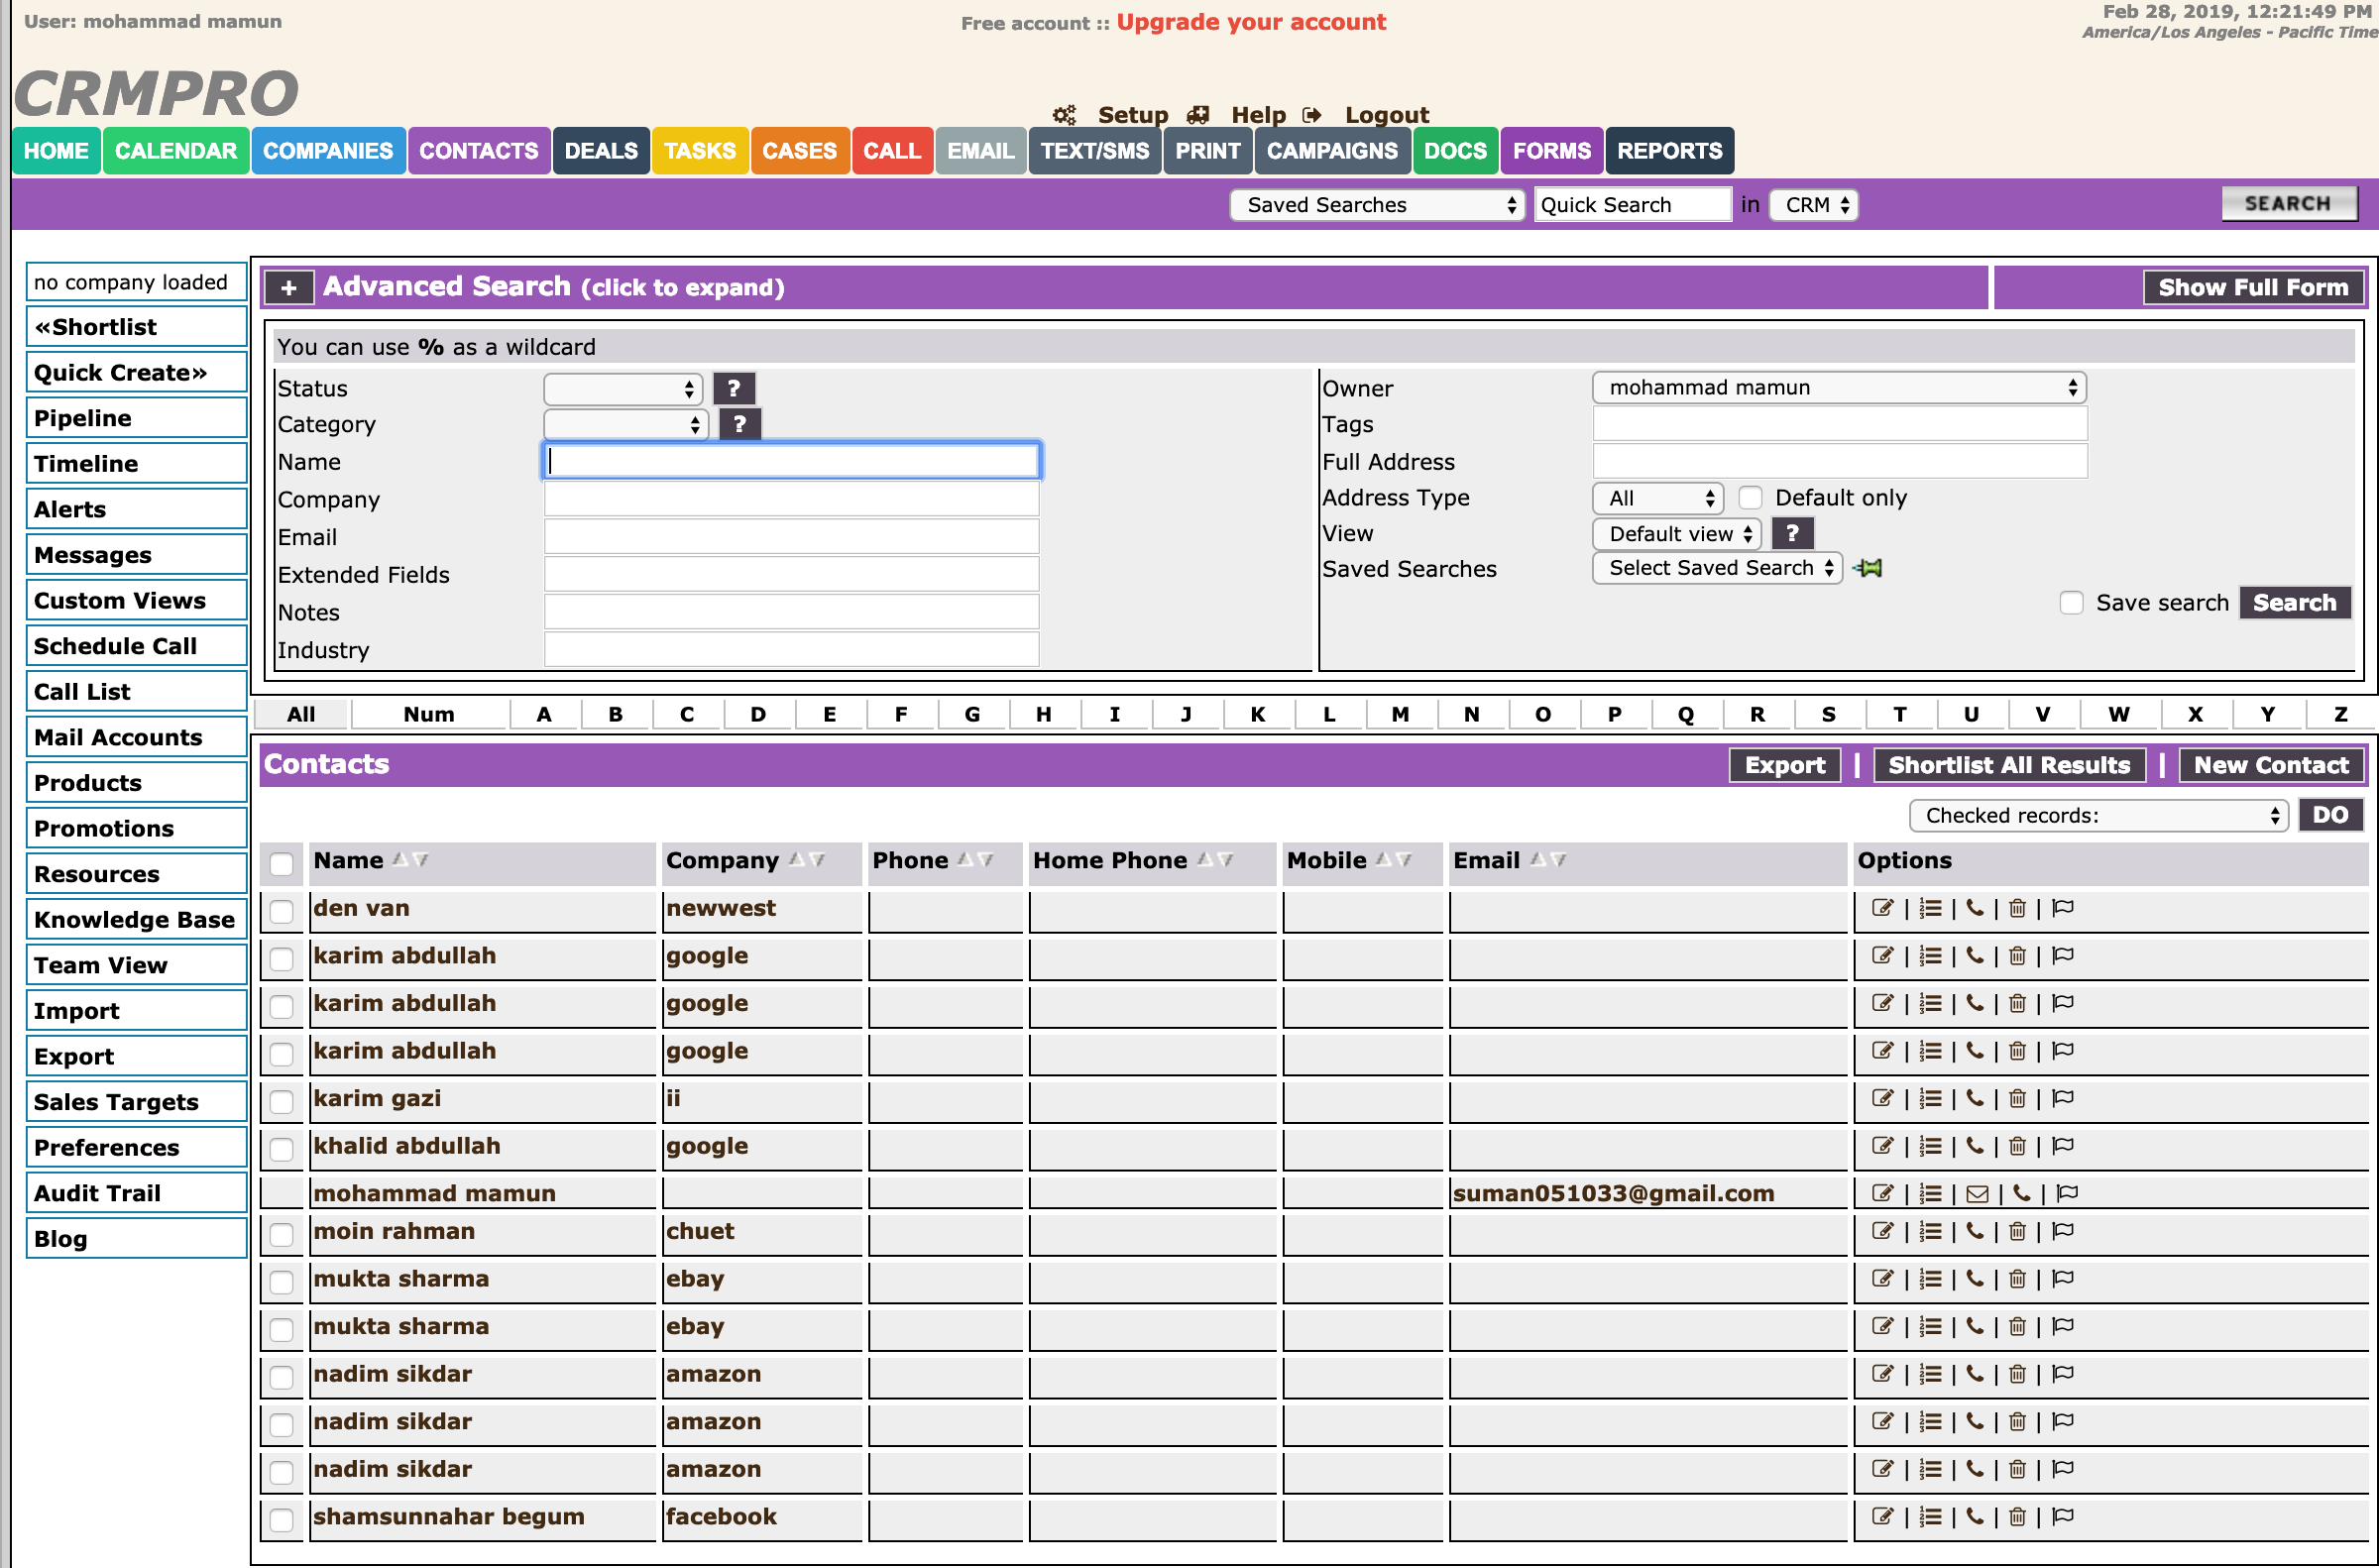 User: mohammad mamun
Free account :: Upgrade your account
Feb 28, 2019, 12:21:49 PM
America/Los Angeles - Pacific Time
CRMPRO
Setup Help Logout
HOME CALENDAR COMPANIES CONTACTS DEALS TASKS CASES CALL EMAIL TEXT/SMS PRINT CAMPAIGNS DOCS FORMS REPORTS
Saved Searches Quick Search in CRM SEARCH
no company loaded
«Shortlist
Quick Create»
Pipeline
Timeline
Alerts
Messages
Custom Views
Schedule Call
Call List
Mail Accounts
Products
Promotions
Resources
Knowledge Base
Team View
Import
Export
Sales Targets
Preferences
Audit Trail
Blog
+ Advanced Search (click to expand) Show Full Form
You can use % as a wildcard
Status ?
Category ?
Name
Company
Email
Extended Fields
Notes
Industry
Owner mohammad mamun
Tags
Full Address
Address Type All Default only
View Default view ?
Saved Searches Select Saved Search
Save search Search
All Num A B C D E F G H I J K L M N O P Q R S T U V W X Y Z
Contacts Export | Shortlist All Results | New Contact
Checked records: DO
Name Company Phone Home Phone Mobile Email Options
den van newwest | | | |
karim abdullah google | | | |
karim abdullah google | | | |
karim abdullah google | | | |
karim gazi ii | | | |
khalid abdullah google | | | |
mohammad mamun suman051033@gmail.com | | | |
moin rahman chuet | | | |
mukta sharma ebay | | | |
mukta sharma ebay | | | |
nadim sikdar amazon | | | |
nadim sikdar amazon | | | |
nadim sikdar amazon | | | |
shamsunnahar begum facebook | | | |